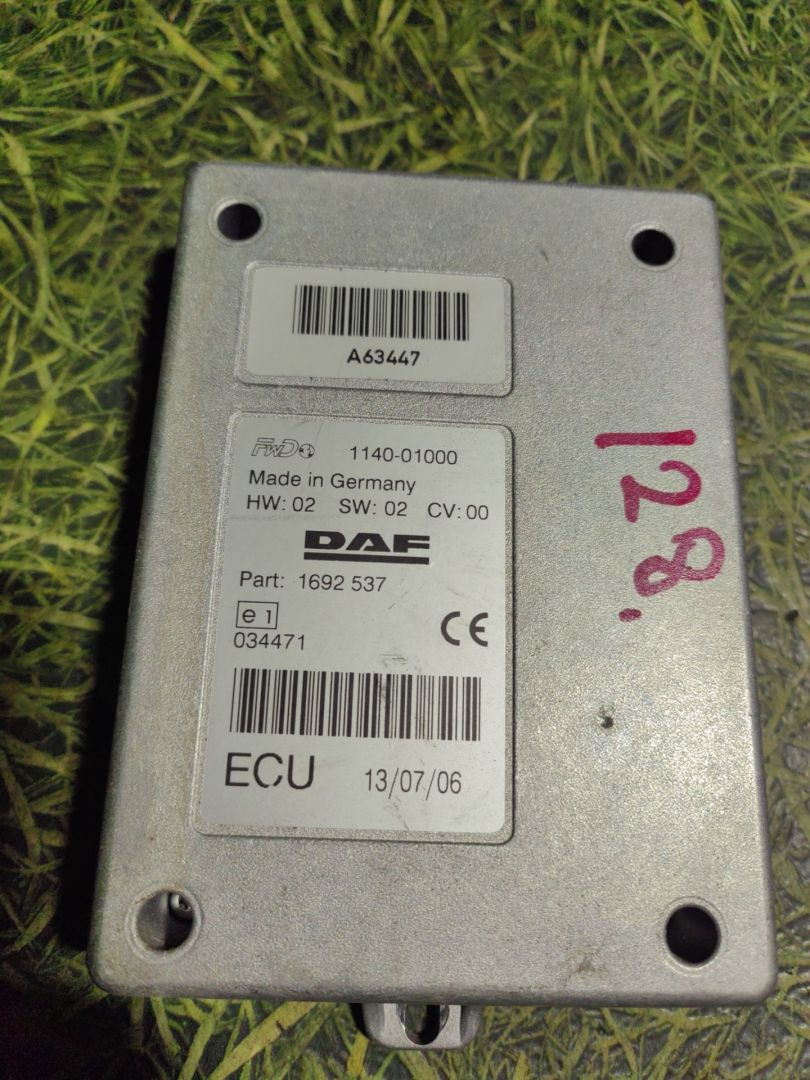 A63447
FWD 1140-01000
Made in Germany
HW: 02 SW: 02 CV: 00
DAF
Part: 1692 537
e1
034471
CE
ECU 13/07/06
128.